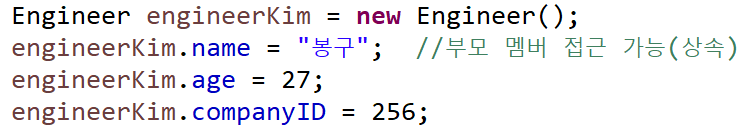 Engineer engineerKim = new Engineer();
engineerKim.name = "봉구";  //부모 멤버 접근 가능(상속)
engineerKim.age = 27;
engineerKim.companyID = 256;